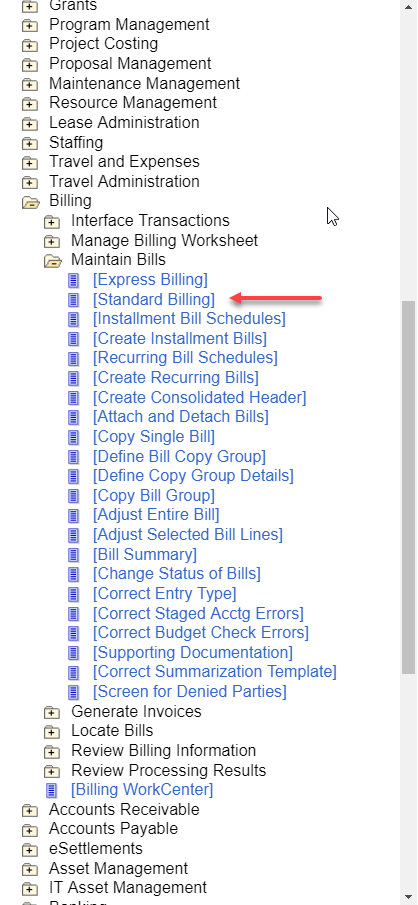 Grants
Program Management
Project Costing
Proposal Management
Maintenance Management
Resource Management
Lease Administration
Staffing
Travel and Expenses
Travel Administration
Billing
Interface Transactions
Manage Billing Worksheet
Maintain Bills
[Express Billing]
[Standard Billing]
[Installment Bill Schedules]
[Create Installment Bills]
[Recurring Bill Schedules]
[Create Recurring Bills]
[Create Consolidated Header]
[Attach and Detach Bills]
[Copy Single Bill]
[Define Bill Copy Group]
[Define Copy Group Details]
[Copy Bill Group]
[Adjust Entire Bill]
[Adjust Selected Bill Lines]
[Bill Summary]
[Change Status of Bills]
[Correct Entry Type]
[Correct Staged Acctg Errors]
[Correct Budget Check Errors]
[Supporting Documentation]
[Correct Summarization Template]
[Screen for Denied Parties]
Generate Invoices
Locate Bills
Review Billing Information
Review Processing Results
[Billing WorkCenter]
Accounts Receivable
Accounts Payable
eSettlements
Asset Management
IT Asset Management
Banking